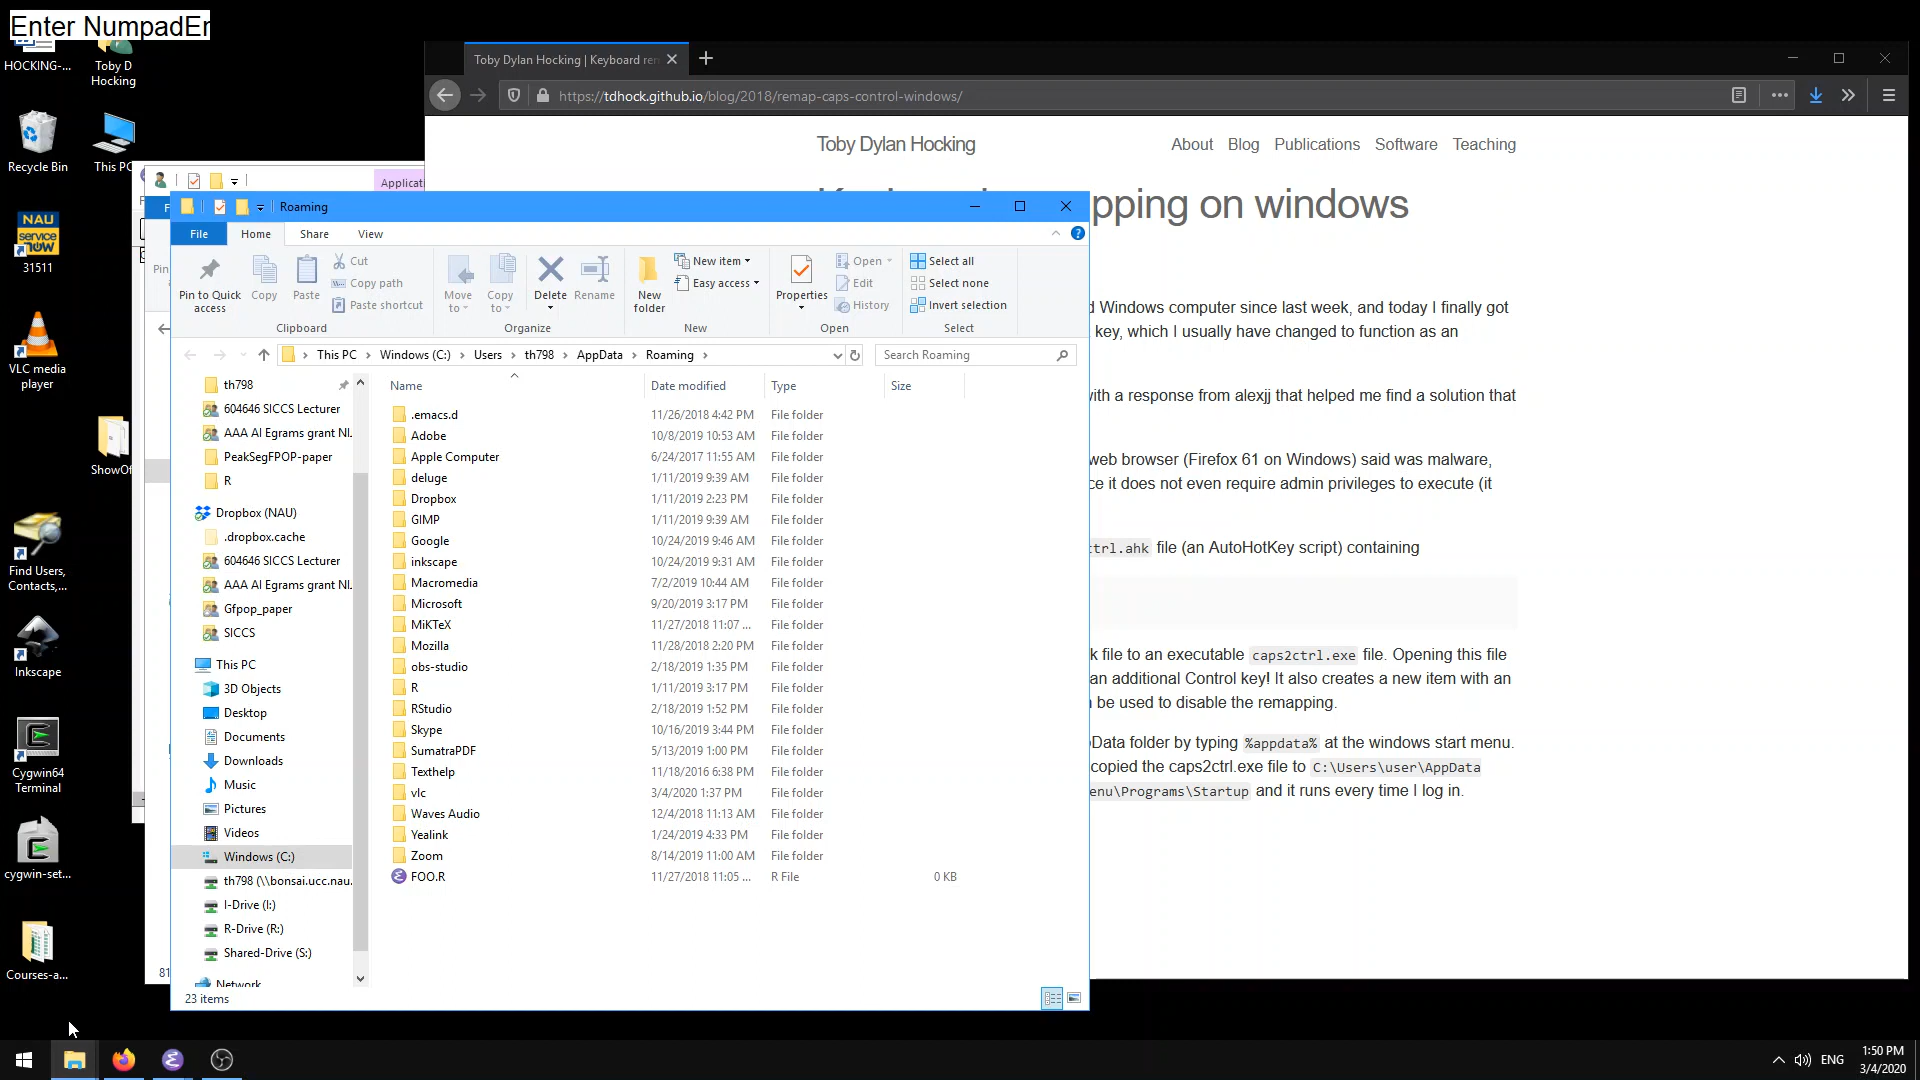 Enter NumpadEr
HOCKING-...
Toby D
Hocking
Recycle Bin
This PC
NAU
service
now
31511
VLC media
player
ShowOf
Find Users,
Contacts,...
Inkscape
Cygwin64
Terminal
cygwin-set...
Courses-a...
Toby Dylan Hocking | Keyboard rem
https://tdhock.github.io/blog/2018/remap-caps-control-windows/
Toby Dylan Hocking
About Blog Publications Software Teaching
pping on windows
d Windows computer since last week, and today I finally got
key, which I usually have changed to function as an
with a response from alexjj that helped me find a solution that
web browser (Firefox 61 on Windows) said was malware,
ce it does not even require admin privileges to execute (it
ctrl.ahk file (an AutoHotKey script) containing
k file to an executable caps2ctrl.exe file. Opening this file
an additional Control key! It also creates a new item with an
be used to disable the remapping.
pData folder by typing %appdata% at the windows start menu.
copied the caps2ctrl.exe file to C:\Users\user\AppData
enu\Programs\Startup and it runs every time I log in.
Applicati
F
Pin
81
Roaming
File Home Share View
Pin to Quick
access
Copy
Paste
Cut
Copy path
Paste shortcut
Clipboard
Move
to
Copy
to
Delete
Rename
Organize
New
folder
New item
Easy access
New
Properties
Open
Edit
History
Open
Select all
Select none
Invert selection
Select
This PC > Windows (C:) > Users > th798 > AppData > Roaming >
Search Roaming
th798
604646 SICCS Lecturer
AAA AI Egrams grant NI.
PeakSegFPOP-paper
R
Dropbox (NAU)
.dropbox.cache
604646 SICCS Lecturer
AAA AI Egrams grant NI.
Gfpop_paper
SICCS
This PC
3D Objects
Desktop
Documents
Downloads
Music
Pictures
Videos
Windows (C:)
th798 (\\bonsai.ucc.nau.
I-Drive (I:)
R-Drive (R:)
Shared-Drive (S:)
Network
Name Date modified Type Size
.emacs.d 11/26/2018 4:42 PM File folder
Adobe 10/8/2019 10:53 AM File folder
Apple Computer 6/24/2017 11:55 AM File folder
deluge 1/11/2019 9:39 AM File folder
Dropbox 1/11/2019 2:23 PM File folder
GIMP 1/11/2019 9:39 AM File folder
Google 10/24/2019 9:46 AM File folder
inkscape 10/24/2019 9:31 AM File folder
Macromedia 7/2/2019 10:44 AM File folder
Microsoft 9/20/2019 3:17 PM File folder
MiKTeX 11/27/2018 11:07 ... File folder
Mozilla 11/28/2018 2:20 PM File folder
obs-studio 2/18/2019 1:35 PM File folder
R 1/11/2019 3:17 PM File folder
RStudio 2/18/2019 1:52 PM File folder
Skype 10/16/2019 3:44 PM File folder
SumatraPDF 5/13/2019 1:00 PM File folder
Texthelp 11/18/2016 6:38 PM File folder
vlc 3/4/2020 1:37 PM File folder
Waves Audio 12/4/2018 11:13 AM File folder
Yealink 1/24/2019 4:33 PM File folder
Zoom 8/14/2019 11:00 AM File folder
FOO.R 11/27/2018 11:05 ... R File 0 KB
23 items
ENG
1:50 PM
3/4/2020